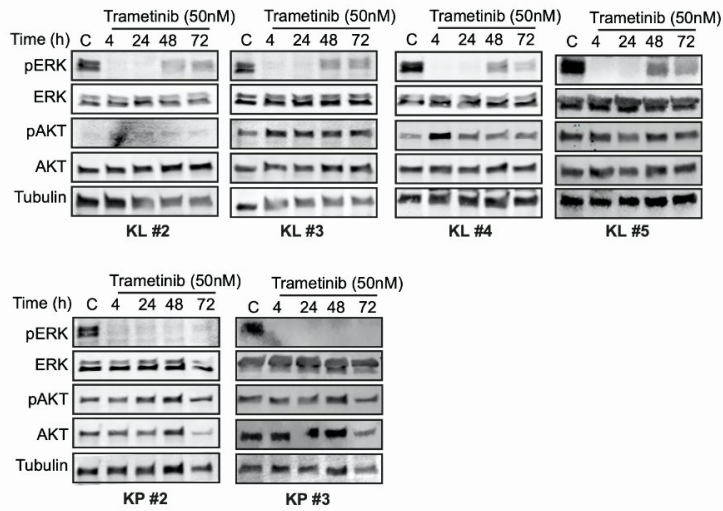 Trametinib (50nM) Trametinib (50nM) Trametinib (50nM) Trametinib (50nM)
Time (h) C 4 24 48 72 C 4 24 48 72 C 4 24 48 72 C 4 24 48 72
pERK
ERK
pAKT
AKT
Tubulin
KL #2 KL #3 KL #4 KL #5
Trametinib (50nM) Trametinib (50nM)
Time (h) C 4 24 48 72 C 4 24 48 72
pERK
ERK
pAKT
AKT
Tubulin
KP #2 KP #3